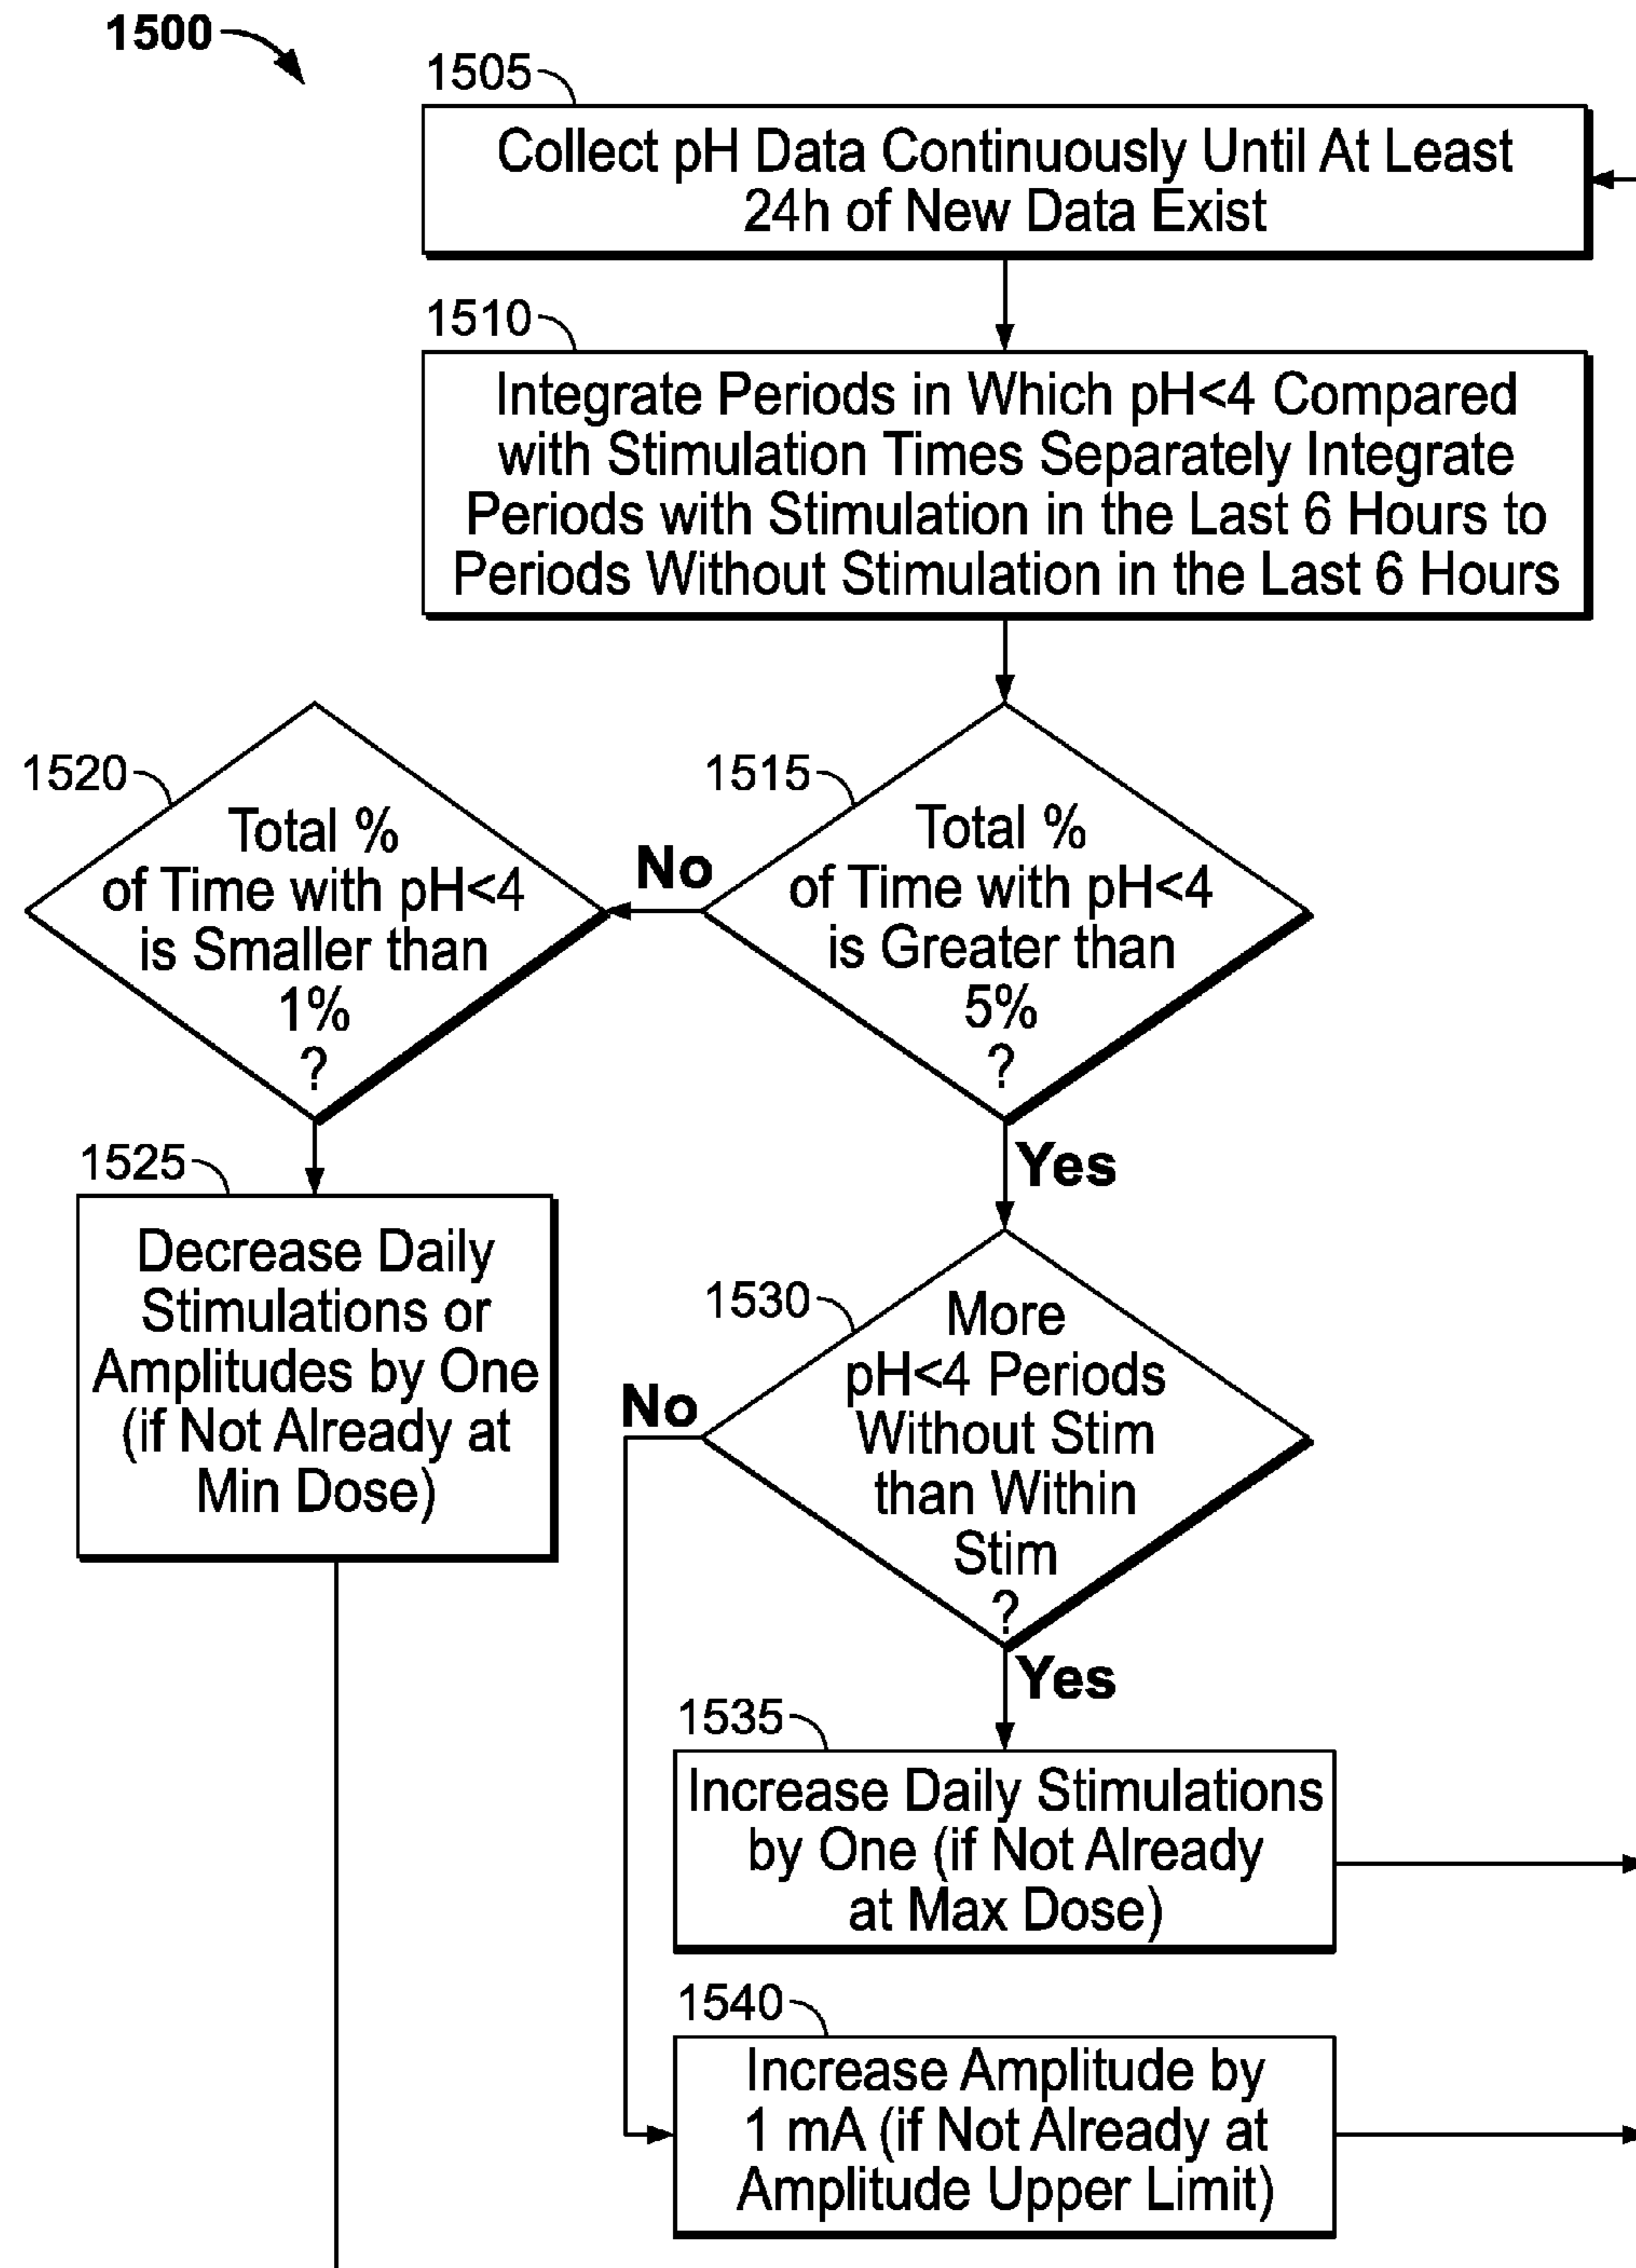 1500
1505
Collect pH Data Continuously Until At Least
24h of New Data Exist
1510
Integrate Periods in Which pH<4 Compared
with Stimulation Times Separately Integrate
Periods with Stimulation in the Last 6 Hours to
Periods Without Stimulation in the Last 6 Hours
1520
Total %
of Time with pH<4
is Smaller than
1%
?
No
1515
Total %
of Time with pH<4
is Greater than
5%
?
Yes
1525
Decrease Daily
Stimulations or
Amplitudes by One
(if Not Already at
Min Dose)
1530
More
pH<4 Periods
Without Stim
than Within
Stim
?
No
Yes
1535
Increase Daily Stimulations
by One (if Not Already
at Max Dose)
1540
Increase Amplitude by
1 mA (if Not Already at
Amplitude Upper Limit)